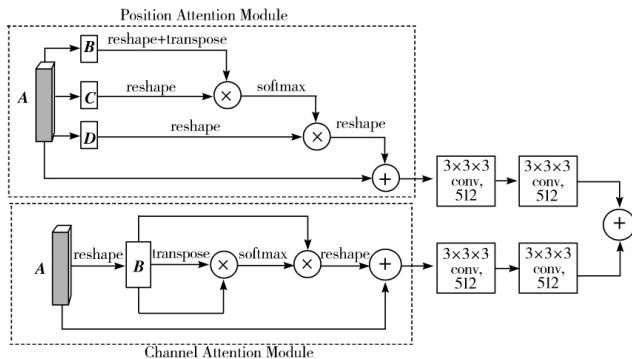 Position Attention Module
B
reshape+transpose
A
C
reshape
×
softmax
D
reshape
×
reshape
+
3×3×3
conv,
512
3×3×3
conv,
512
+
A
reshape
B
transpose
×
softmax
×
reshape
+
3×3×3
conv,
512
3×3×3
conv,
512
Channel Attention Module